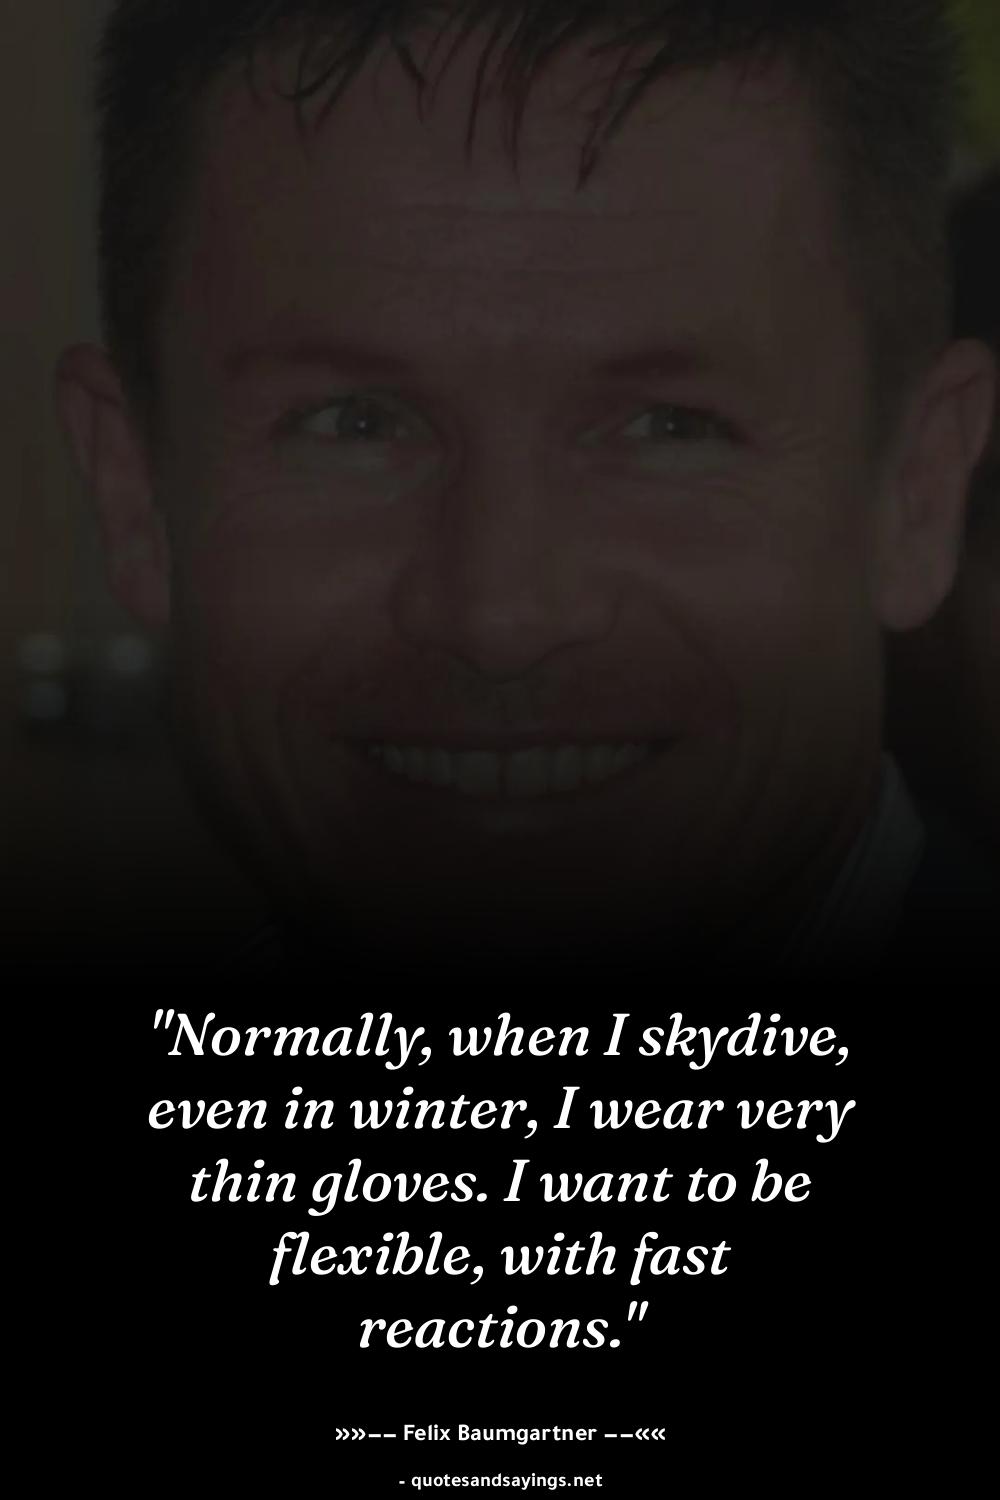 "Normally, when I skydive,
even in winter, I wear very
thin gloves. I want to be
flexible, with fast
reactions."
»»−− Felix Baumgartner −−««
- quotesandsayings.net